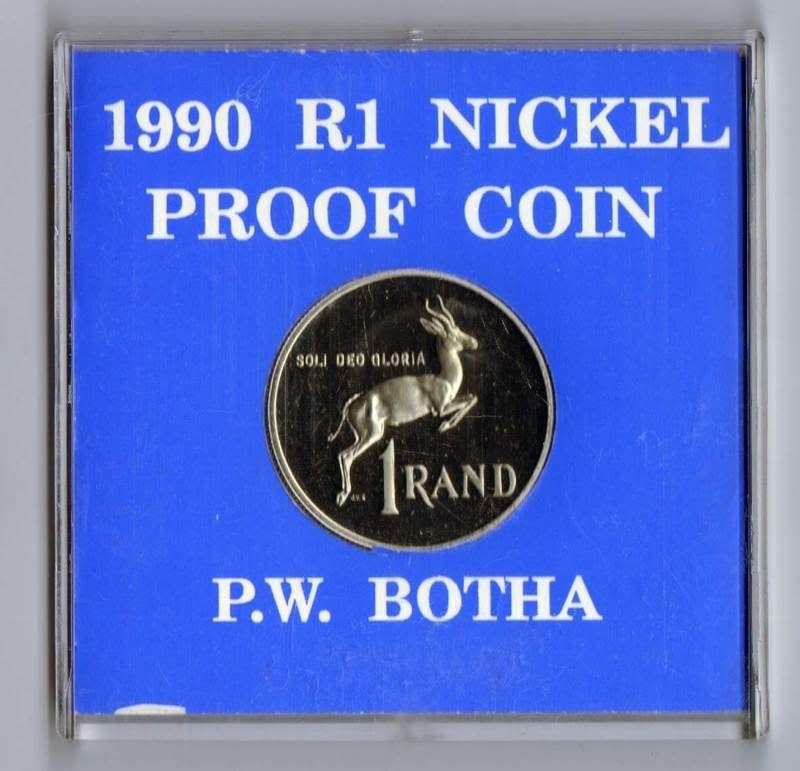 1990 R1 NICKEL
PROOF COIN
SOLI DEO GLORIA
1 RAND
P.W. BOTHA